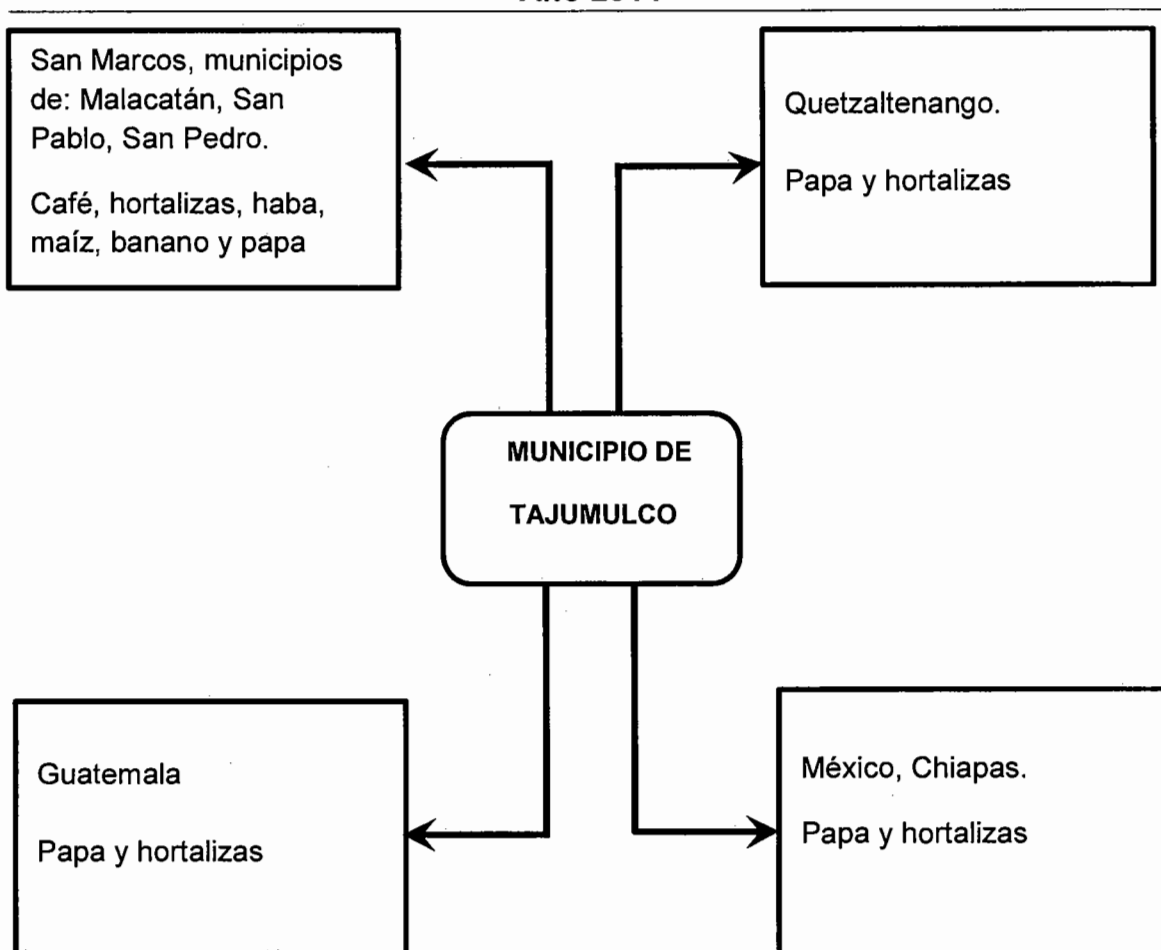 San Marcos, municipios
de: Malacatán, San
Pablo, San Pedro.
Café, hortalizas, haba,
maíz, banano y papa
Quetzaltenango.
Papa y hortalizas
MUNICIPIO DE
TAJUMULCO
Guatemala
Papa y hortalizas
México, Chiapas.
Papa y hortalizas